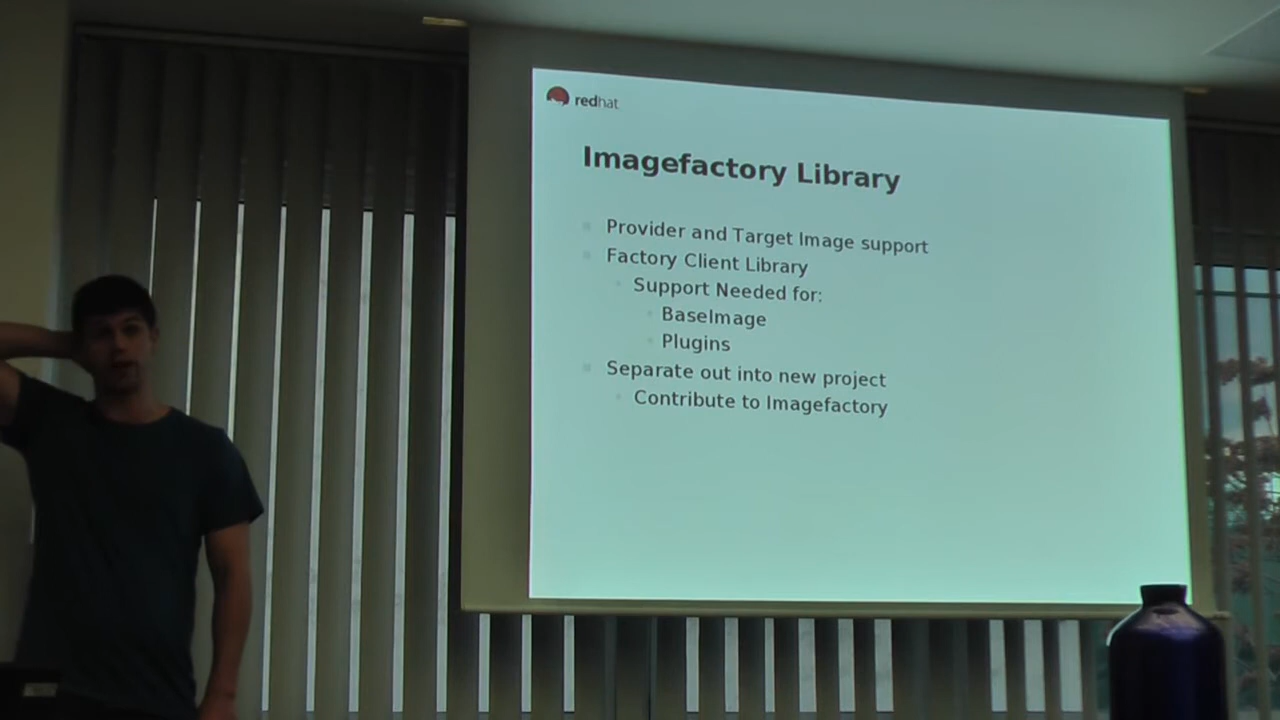 redhat
Imagefactory Library
Provider and Target Image support
Factory Client Library
Support Needed for:
BaseImage
Plugins
Separate out into new project
Contribute to Imagefactory